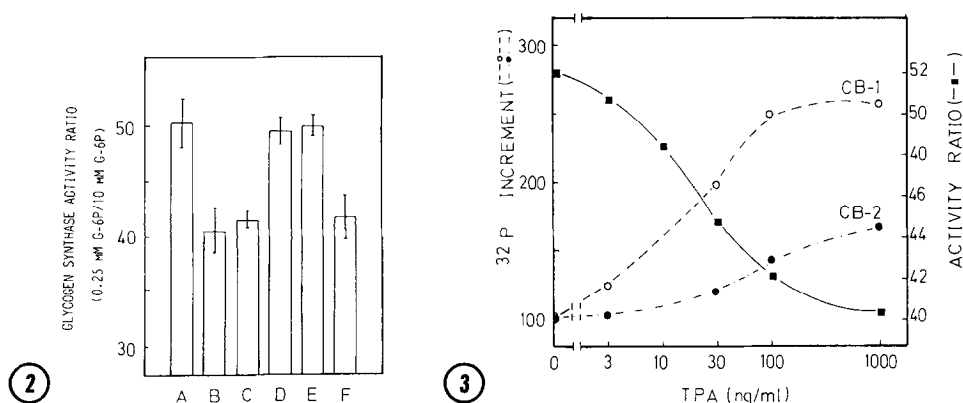 GLYCOGEN SYNTHASE ACTIVITY RATIO
(0.25 mM G-6P/10 mM G-6P)
50
40
30
A B C D E F
2
32P INCREMENT (--○-- --●--)
300
200
100
CB-1
CB-2
52
50
40
46
44
42
40
ACTIVITY RATIO (—■—)
0 3 10 30 100 1000
TPA (ng/ml)
3